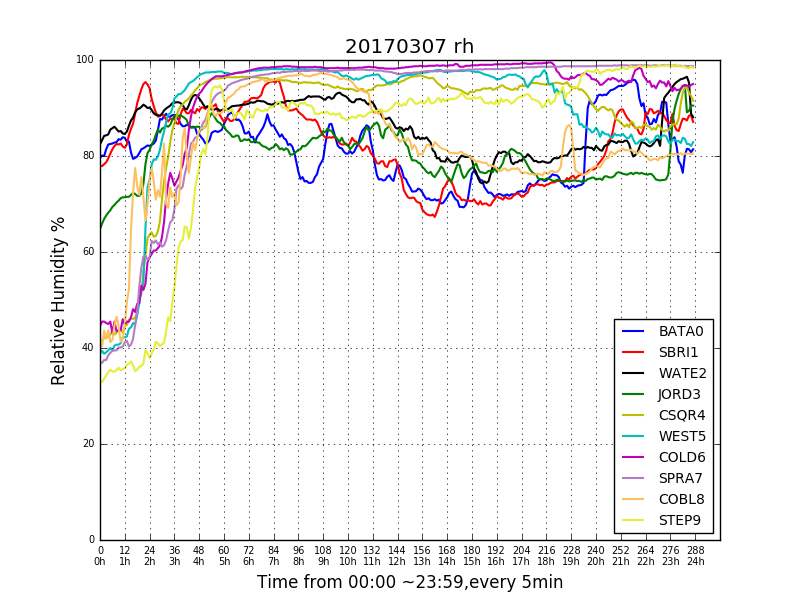 20170307 rh
Relative Humidity %
100
80
60
40
20
0
0 12 24 36 48 60 72 84 96 108 120 132 144 156 168 180 192 204 216 228 240 252 264 276 288
0h 1h 2h 3h 4h 5h 6h 7h 8h 9h 10h 11h 12h 13h 14h 15h 16h 17h 18h 19h 20h 21h 22h 23h 24h
Time from 00:00 ~23:59,every 5min
BATA0
SBRI1
WATE2
JORD3
CSQR4
WEST5
COLD6
SPRA7
COBL8
STEP9